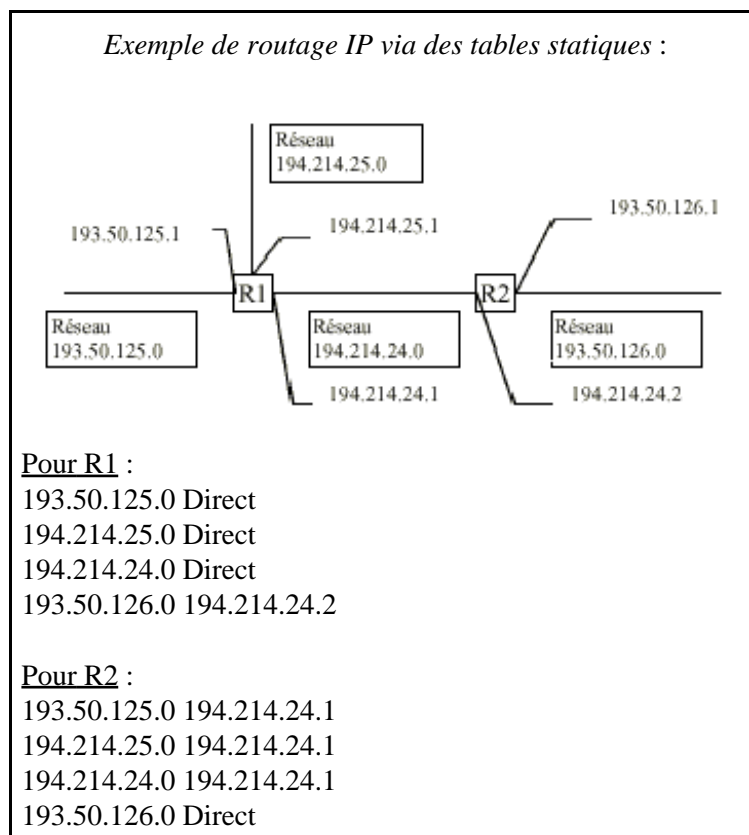 Exemple de routage IP via des tables statiques :
Réseau
194.214.25.0
193.50.125.1
194.214.25.1
193.50.126.1
R1
R2
Réseau
193.50.125.0
Réseau
194.214.24.0
Réseau
193.50.126.0
194.214.24.1
194.214.24.2
Pour R1 :
193.50.125.0 Direct
194.214.25.0 Direct
194.214.24.0 Direct
193.50.126.0 194.214.24.2
Pour R2 :
193.50.125.0 194.214.24.1
194.214.25.0 194.214.24.1
194.214.24.0 194.214.24.1
193.50.126.0 Direct